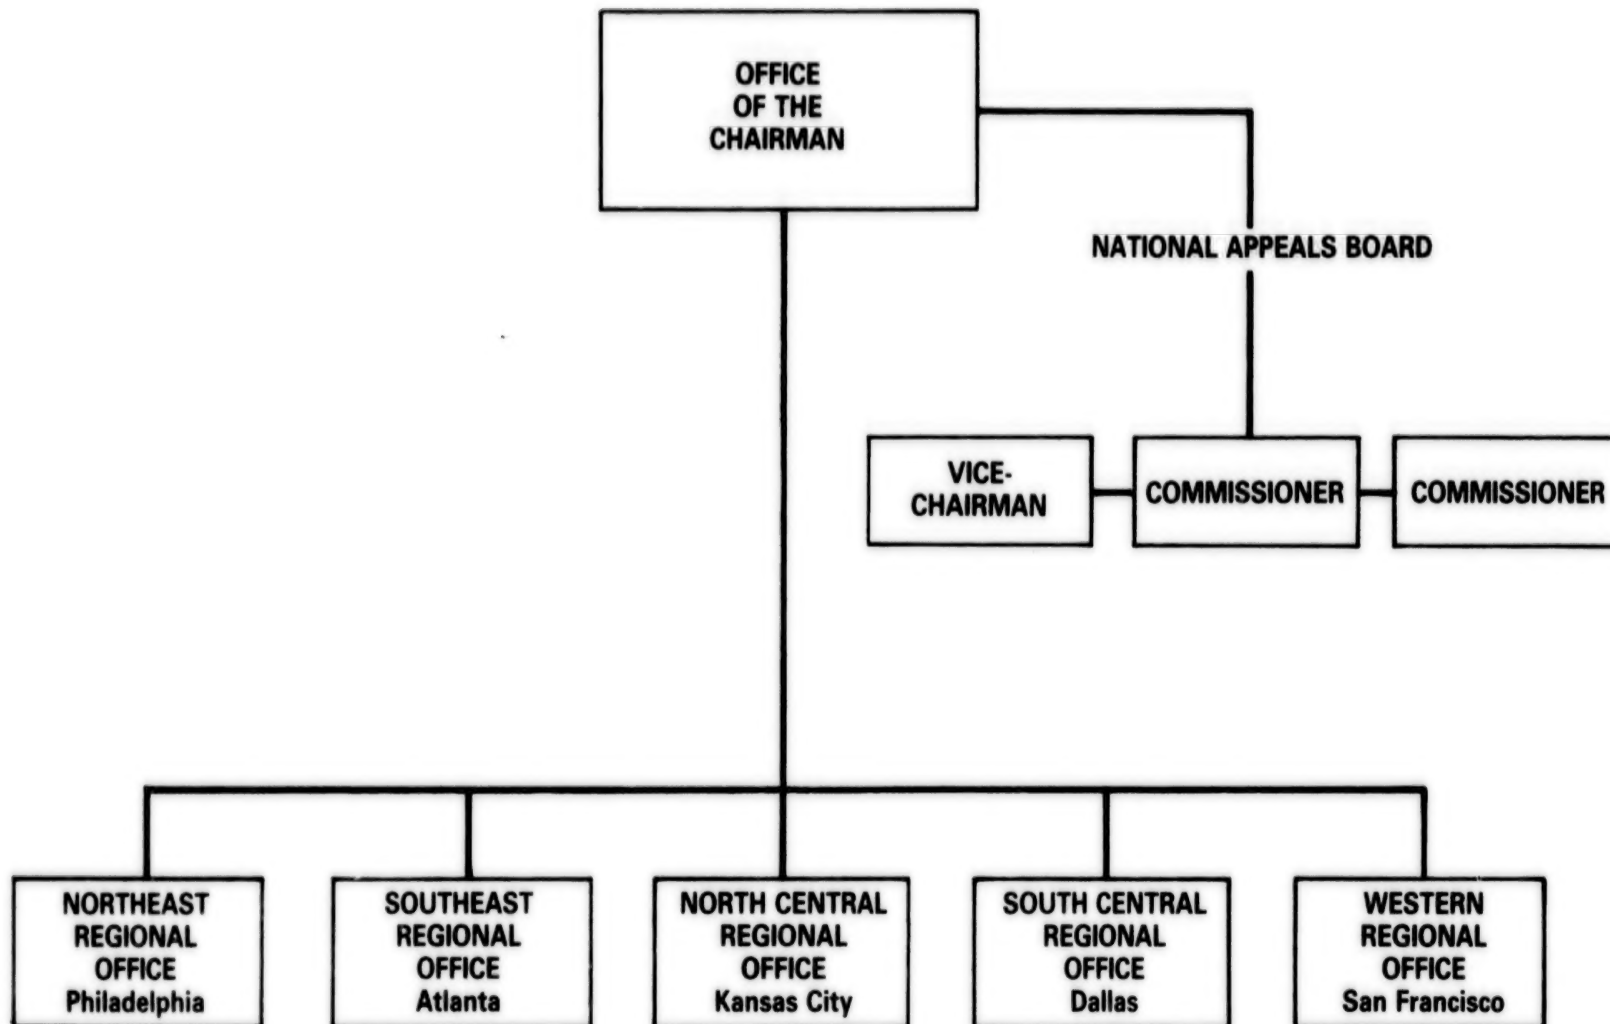 OFFICE
OF THE
CHAIRMAN
NATIONAL APPEALS BOARD
VICE-
CHAIRMAN
COMMISSIONER
COMMISSIONER
NORTHEAST
REGIONAL
OFFICE
Philadelphia
SOUTHEAST
REGIONAL
OFFICE
Atlanta
NORTH CENTRAL
REGIONAL
OFFICE
Kansas City
SOUTH CENTRAL
REGIONAL
OFFICE
Dallas
WESTERN
REGIONAL
OFFICE
San Francisco